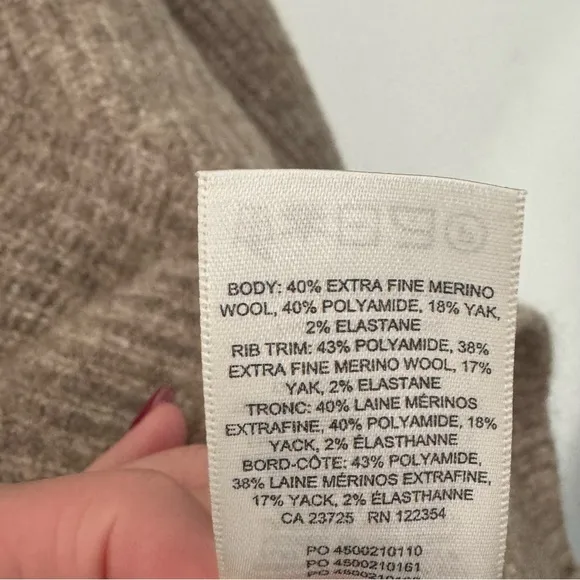 BODY: 40% EXTRA FINE MERINO
WOOL, 40% POLYAMIDE, 18% YAK,
2% ELASTANE
RIB TRIM: 43% POLYAMIDE, 38%
EXTRA FINE MERINO WOOL, 17%
YAK, 2% ELASTANE
TRONC: 40% LAINE MÉRINOS
EXTRAFINE, 40% POLYAMIDE, 18%
YACK, 2% ÉLASTHANNE
BORD-CÔTE: 43% POLYAMIDE,
38% LAINE MÉRINOS EXTRAFINE,
17% YACK, 2% ÉLASTHANNE
CA 23725 RN 122354
PO 4500210110
PO 4500210161